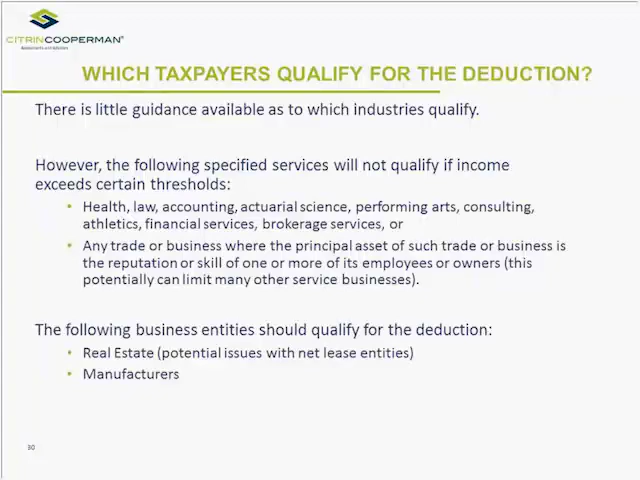 CITRINCOOPERMAN®
Accountants and Advisors
WHICH TAXPAYERS QUALIFY FOR THE DEDUCTION?
There is little guidance available as to which industries qualify.
However, the following specified services will not qualify if income
exceeds certain thresholds:
• Health, law, accounting, actuarial science, performing arts, consulting,
athletics, financial services, brokerage services, or
• Any trade or business where the principal asset of such trade or business is
the reputation or skill of one or more of its employees or owners (this
potentially can limit many other service businesses).
The following business entities should qualify for the deduction:
• Real Estate (potential issues with net lease entities)
• Manufacturers
30